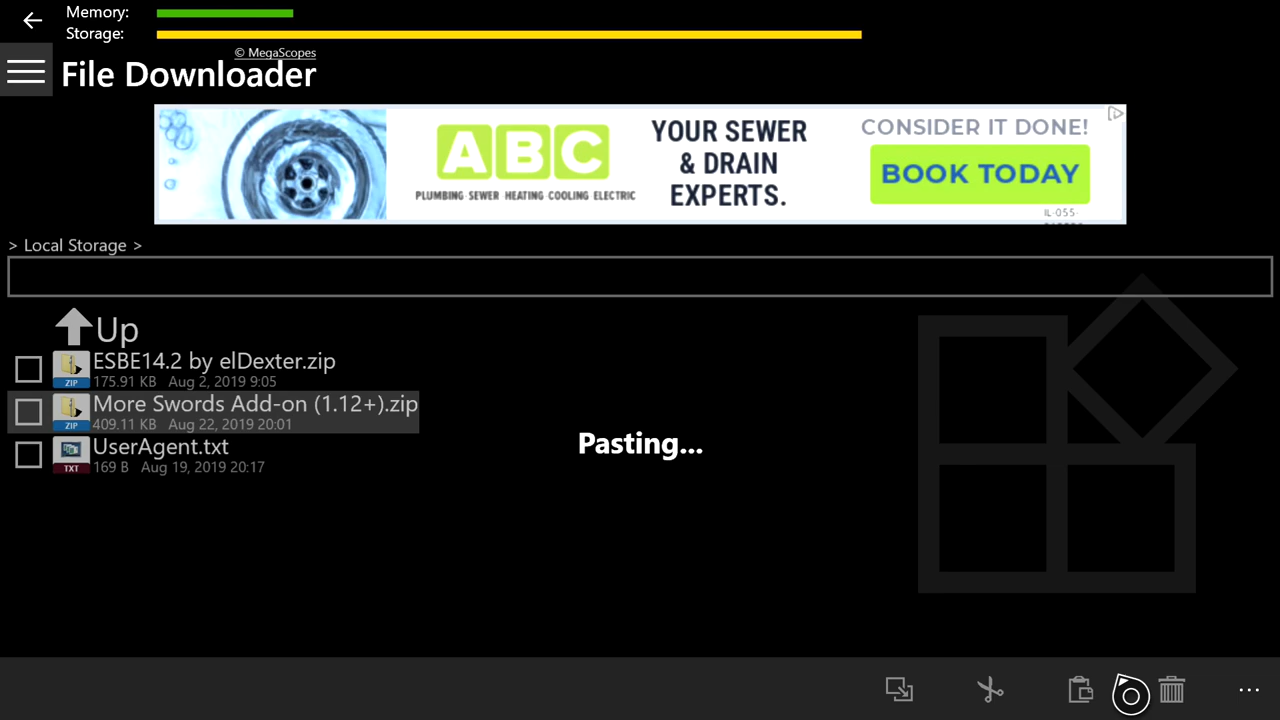 Memory:
Storage:
© MegaScopes
File Downloader
ABC
PLUMBING·SEWER HEATING·COOLING ELECTRIC
YOUR SEWER
& DRAIN
EXPERTS.
CONSIDER IT DONE!
BOOK TODAY
IL-055-
> Local Storage >
Up
ESBE14.2 by elDexter.zip
ZIP 175.91 KB Aug 2, 2019 9:05
More Swords Add-on (1.12+).zip
ZIP 409.11 KB Aug 22, 2019 20:01
UserAgent.txt
TXT 169 B Aug 19, 2019 20:17
Pasting...